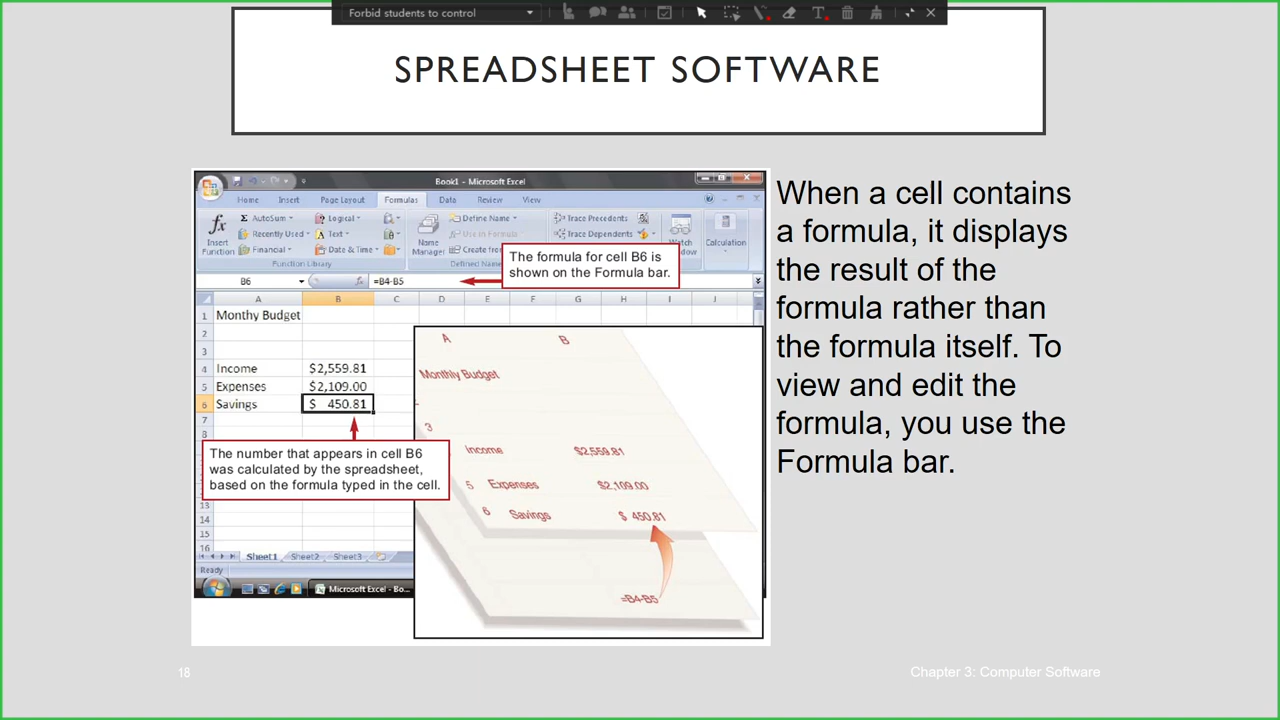 Forbid students to control
SPREADSHEET SOFTWARE
Book1 - Microsoft Excel
Home Insert Page Layout Formulas Data Review View
Insert Function
AutoSum
Recently Used
Financial
Logical
Text
Date & Time
Function Library
Name Manager
Define Name
Use in Formula
Create from
Defined Name
Trace Precedents
Trace Dependents
Watch
Window
Calculation
The formula for cell B6 is
shown on the Formula bar.
B6
=B4-B5
A B C D E F G H I J
1 Monthy Budget
2
3
4 Income $2,559.81
5 Expenses $2,109.00
6 Savings $ 450.81
7
8
The number that appears in cell B6
was calculated by the spreadsheet,
based on the formula typed in the cell.
13
14
15
16
Sheet1 Sheet2 Sheet3
Ready
Microsoft Excel - Bo...
A B
Monthly Budget
3
Income $2,559.81
5 Expenses $2,109.00
6 Savings $ 450.81
=B4-B5
When a cell contains
a formula, it displays
the result of the
formula rather than
the formula itself. To
view and edit the
formula, you use the
Formula bar.
18
Chapter 3: Computer Software